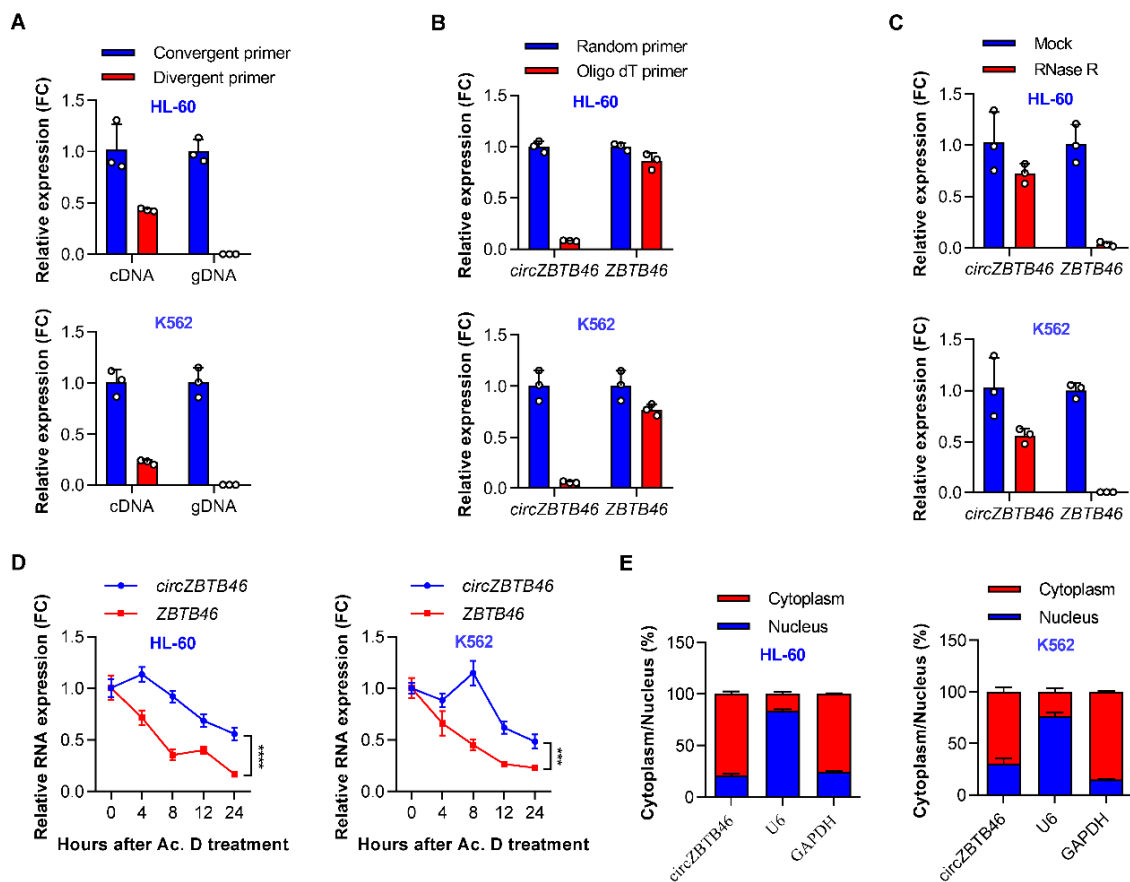 A
Convergent primer
Divergent primer
HL-60
Relative expression (FC)
1.5
1.0
0.5
0.0
cDNA
gDNA
K562
Relative expression (FC)
1.5
1.0
0.5
0.0
cDNA
gDNA
B
Random primer
Oligo dT primer
HL-60
Relative expression (FC)
1.5
1.0
0.5
0.0
circZBTB46
ZBTB46
K562
Relative expression (FC)
1.5
1.0
0.5
0.0
circZBTB46
ZBTB46
C
Mock
RNase R
HL-60
Relative expression (FC)
1.5
1.0
0.5
0.0
circZBTB46
ZBTB46
K562
Relative expression (FC)
1.5
1.0
0.5
0.0
circZBTB46
ZBTB46
D
circZBTB46
ZBTB46
HL-60
Relative RNA expression (FC)
1.5
1.0
0.5
0.0
****
0 4 8 12 24
Hours after Ac. D treatment
circZBTB46
ZBTB46
K562
Relative RNA expression (FC)
1.5
1.0
0.5
0.0
***
0 4 8 12 24
Hours after Ac. D treatment
E
Cytoplasm
Nucleus
HL-60
Cytoplasm/Nucleus (%)
150
100
50
0
circZBTB46
U6
GAPDH
Cytoplasm
Nucleus
K562
Cytoplasm/Nucleus (%)
150
100
50
0
circZBTB46
U6
GAPDH